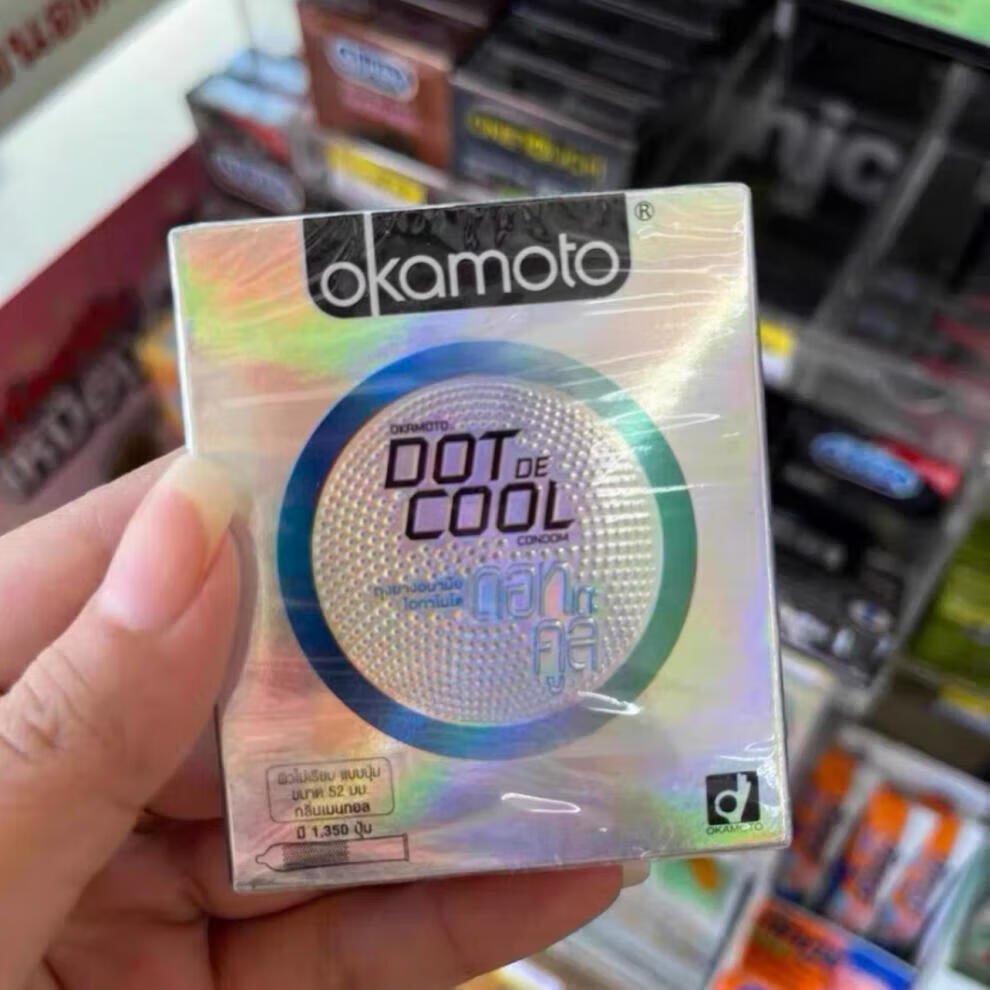 okamoto
®
OKAMOTO
DOT DE
COOL
CONDOM
ถุงยางอนามัย
โอกาโมโต
ดอท เดะ
คูล
ผิวไม่เรียบ แบบปุ่ม
ขนาด 52 มม.
กลิ่นเมนทอล
มี 1,350 ปุ่ม
OKAMOTO